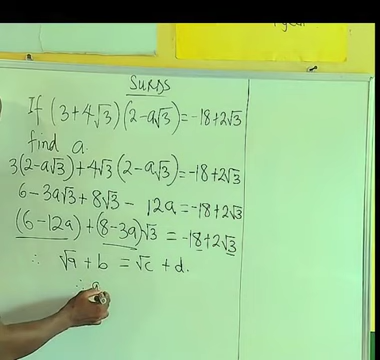 SURDS
If (3+4√3)(2-a√3)=-18+2√3
find a.
3(2-a√3)+4√3(2-a√3)=-18+2√3
6-3a√3+8√3-12a=-18+2√3
(6-12a)+(8-3a)√3=-18+2√3
∴ √a+b=√c+d.
∴ a